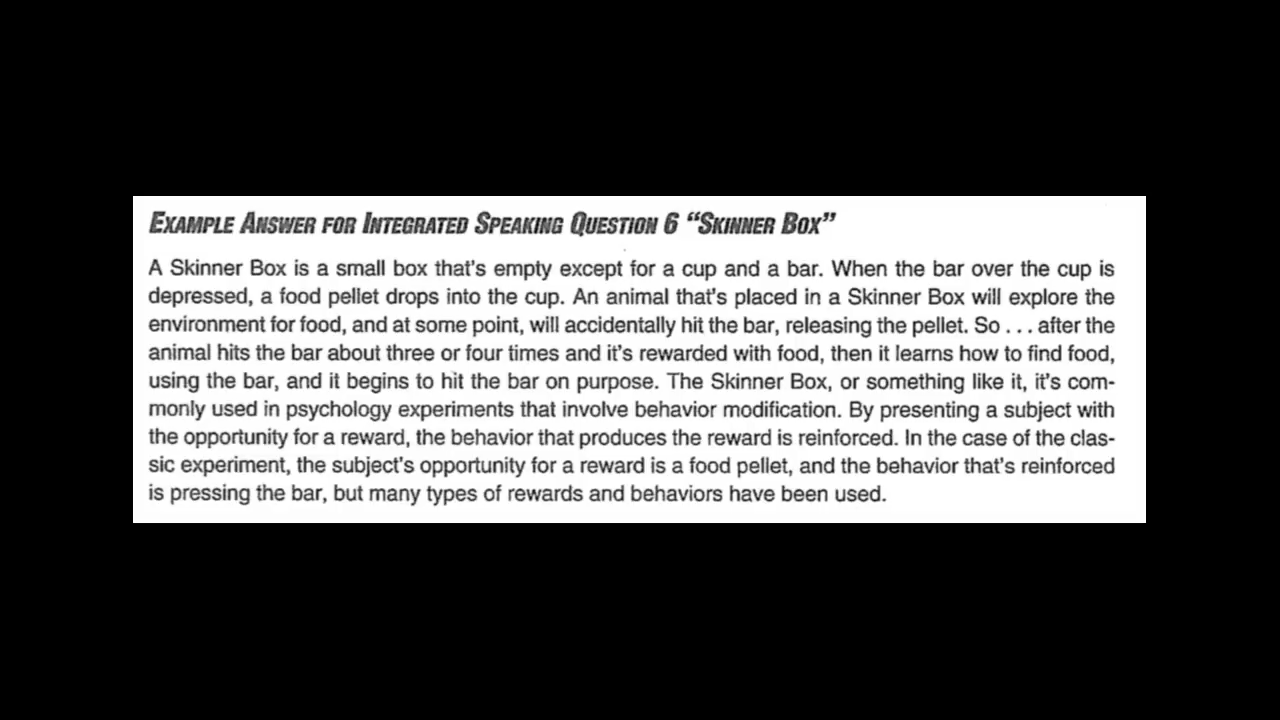 EXAMPLE ANSWER FOR INTEGRATED SPEAKING QUESTION 6 “SKINNER BOX”
A Skinner Box is a small box that's empty except for a cup and a bar. When the bar over the cup is
depressed, a food pellet drops into the cup. An animal that's placed in a Skinner Box will explore the
environment for food, and at some point, will accidentally hit the bar, releasing the pellet. So . . . after the
animal hits the bar about three or four times and it's rewarded with food, then it learns how to find food,
using the bar, and it begins to hit the bar on purpose. The Skinner Box, or something like it, it's com-
monly used in psychology experiments that involve behavior modification. By presenting a subject with
the opportunity for a reward, the behavior that produces the reward is reinforced. In the case of the clas-
sic experiment, the subject's opportunity for a reward is a food pellet, and the behavior that's reinforced
is pressing the bar, but many types of rewards and behaviors have been used.